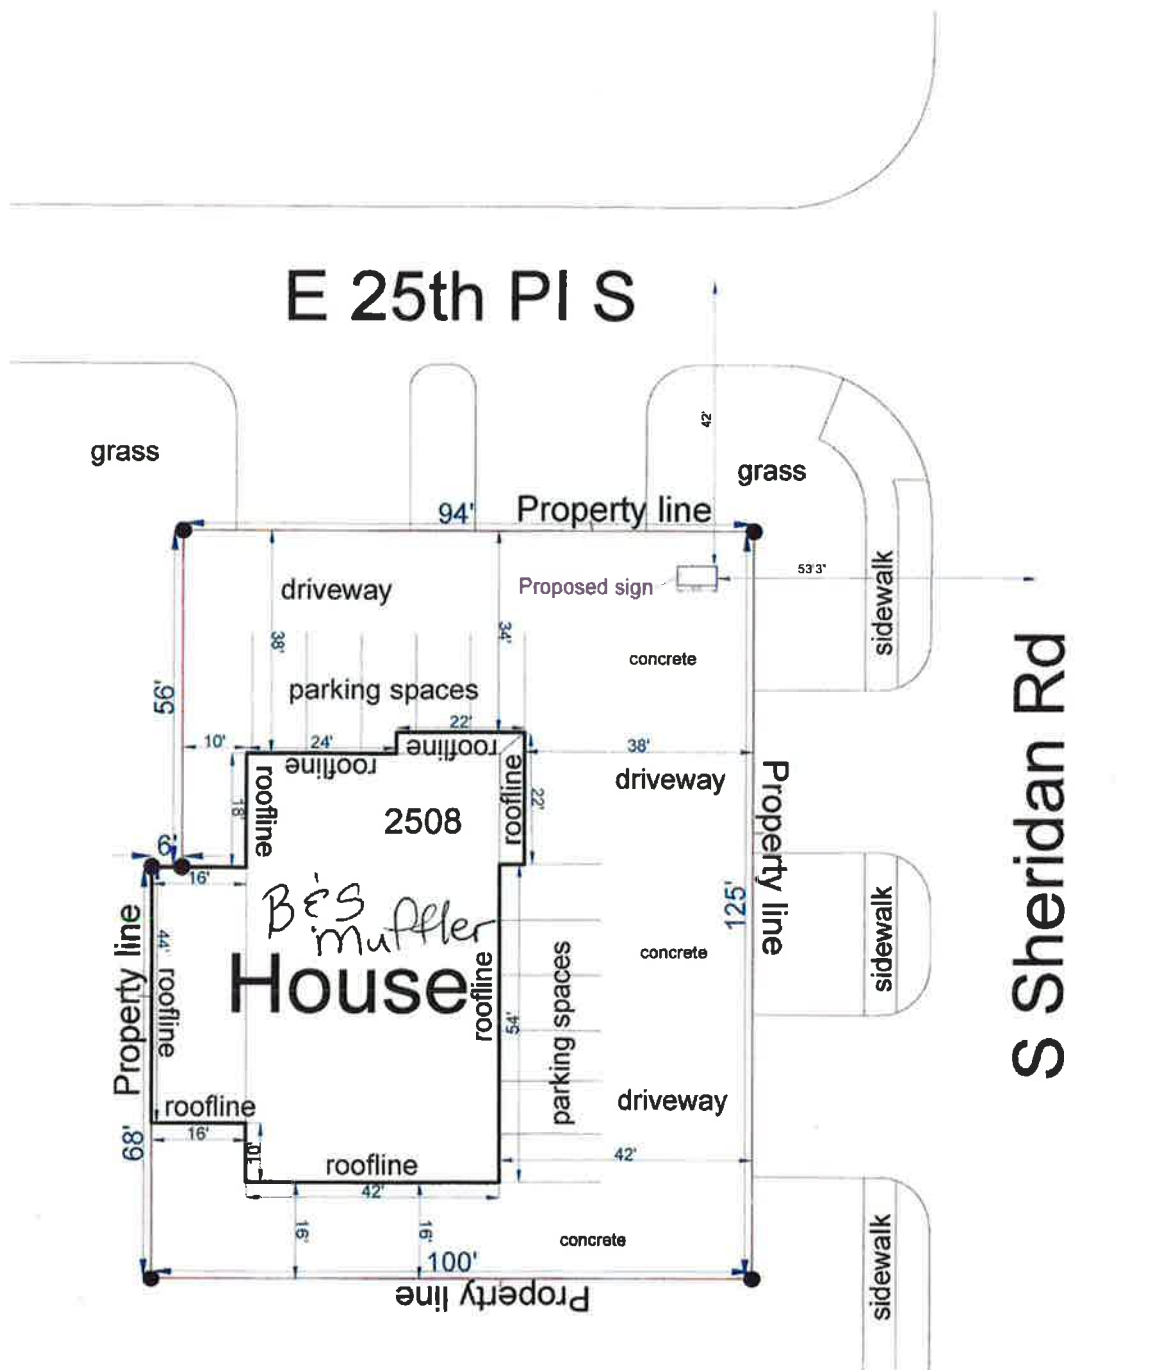 E 25th Pl S
42'
grass
grass
94'
Property line
sidewalk
53'3"
Proposed sign
driveway
38'
34'
concrete
56'
parking spaces
22'
10'
24'
roofline
roofline
38'
driveway
roofline
roofline
22'
18'
2508
6'
16'
Property line
S Sheridan Rd
B & S
muffler
House
44'
roofline
Property line
roofline
54'
parking spaces
concrete
125'
sidewalk
driveway
roofline
16'
68'
10'
roofline
42'
42'
16'
16'
concrete
100'
Property line
sidewalk